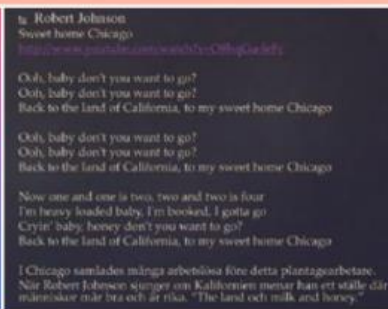 Robert Johnson
Sweet home Chicago
Ooh, baby don't you want to go?
Ooh, baby don't you want to go?
Back to the land of California, to my sweet home Chicago
Ooh, baby don't you want to go?
Ooh, baby don't you want to go?
Back to the land of California, to my sweet home Chicago
Now one and one is two, two and two is four
I'm heavy loaded baby, I'm booked, I gotta go
Cryin' baby, honey don't you want to go?
Back to the land of California, to my sweet home Chicago
I Chicago samlades många arbetslösa före detta plantagearbetare.
När Robert Johnson sjunger om Kalifornien menar han ett ställe där
människor mår bra och är rika. "The land och milk and honey."